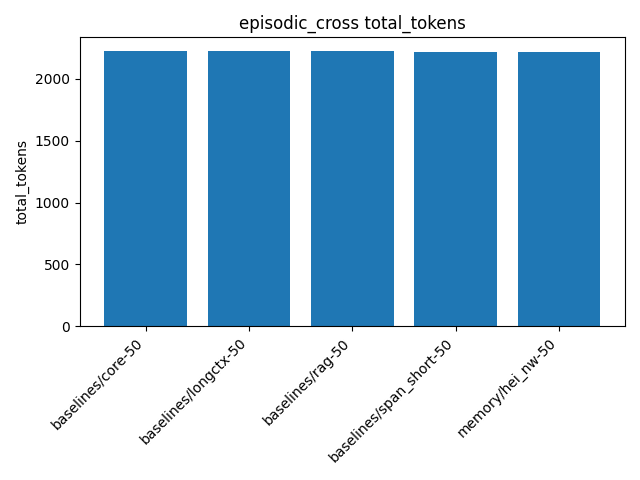 episodic_cross total_tokens
total_tokens
2000
1500
1000
500
0
baselines/core-50
baselines/longctx-50
baselines/rag-50
baselines/span_short-50
memory/hei_nw-50